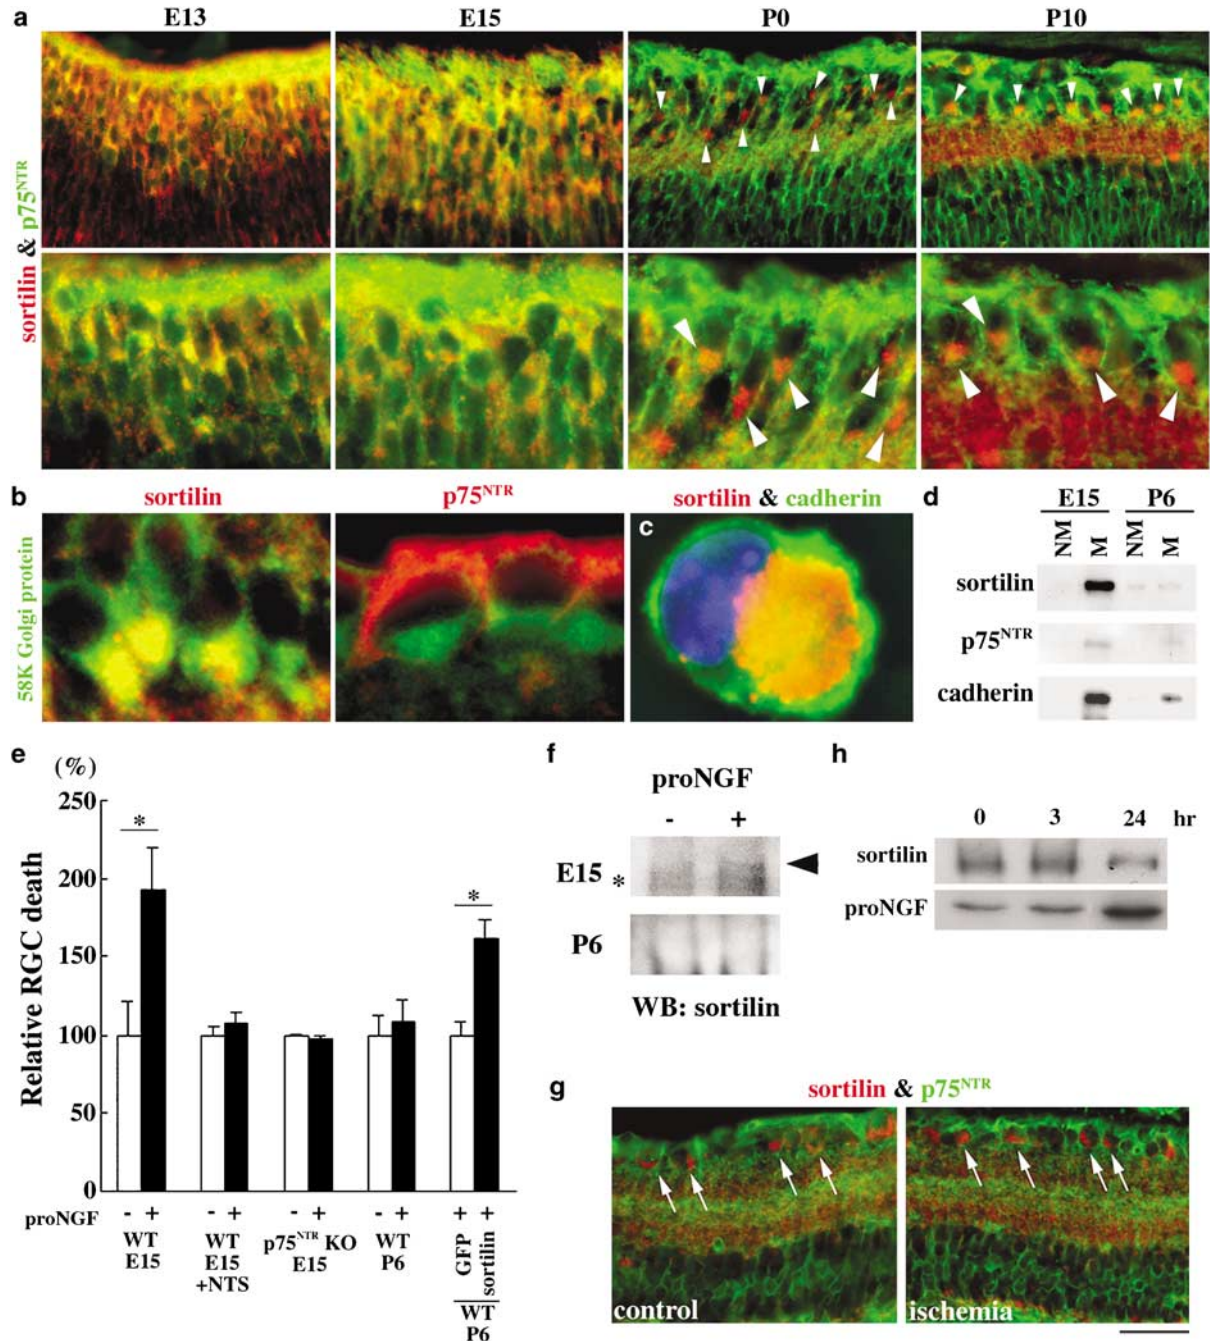 a
E13 E15 P0 P10
sortilin & p75NTR
b
sortilin p75NTR
58K Golgi protein
sortilin & cadherin
c
d
E15 P6
NM M NM M
sortilin
p75NTR
cadherin
e
(%)
Relative RGC death
250
200
150
100
50
0
* *
proNGF - + - + - + - + + +
WT E15
WT E15 +NTS
p75NTR KO E15
WT P6
GFP sortilin
WT P6
f
proNGF
- +
E15
*
P6
WB: sortilin
h
0 3 24 hr
sortilin
proNGF
g
sortilin & p75NTR
control ischemia